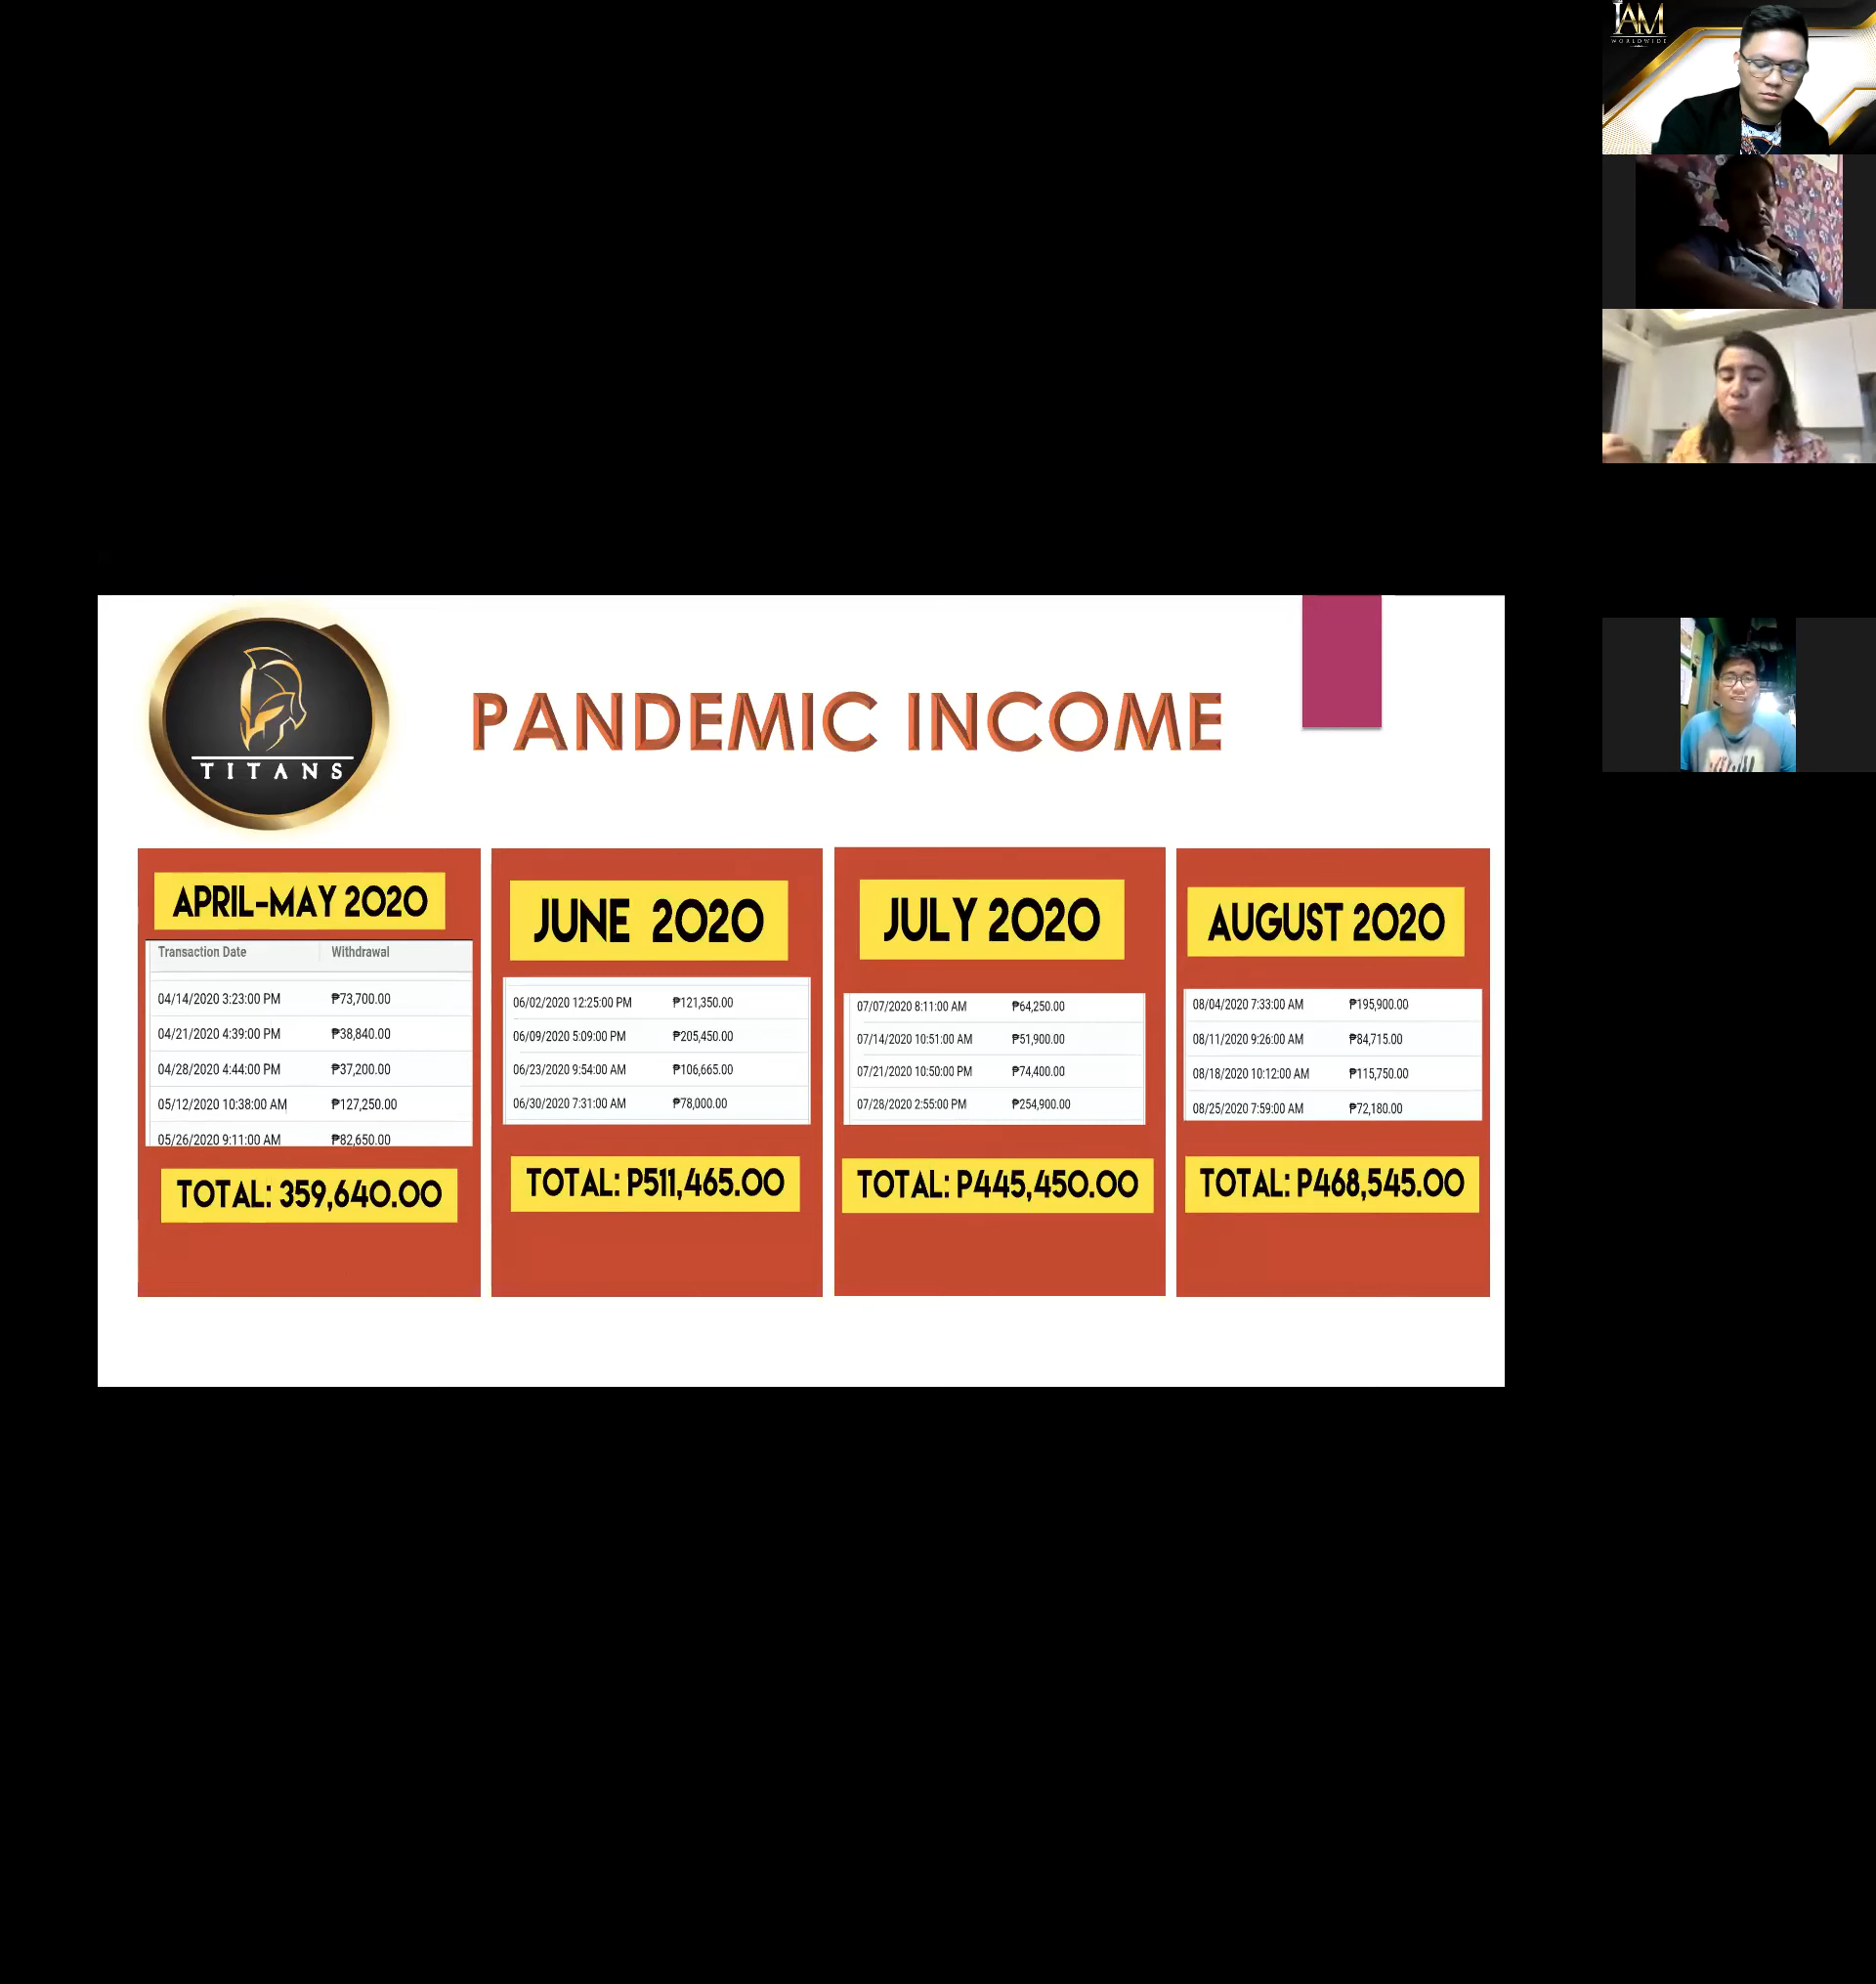 IAM
WORLDWIDE
TITANS
PANDEMIC INCOME
APRIL-MAY 2020
Transaction Date Withdrawal
04/14/2020 3:23:00 PM ₱73,700.00
04/21/2020 4:39:00 PM ₱38,840.00
04/28/2020 4:44:00 PM ₱37,200.00
05/12/2020 10:38:00 AM ₱127,250.00
05/26/2020 9:11:00 AM ₱82,650.00
TOTAL: 359,640.00
JUNE 2020
06/02/2020 12:25:00 PM ₱121,350.00
06/09/2020 5:09:00 PM ₱205,450.00
06/23/2020 9:54:00 AM ₱106,665.00
06/30/2020 7:31:00 AM ₱78,000.00
TOTAL: P511,465.00
JULY 2020
07/07/2020 8:11:00 AM ₱64,250.00
07/14/2020 10:51:00 AM ₱51,900.00
07/21/2020 10:50:00 PM ₱74,400.00
07/28/2020 2:55:00 PM ₱254,900.00
TOTAL: P445,450.00
AUGUST 2020
08/04/2020 7:33:00 AM ₱195,900.00
08/11/2020 9:26:00 AM ₱84,715.00
08/18/2020 10:12:00 AM ₱115,750.00
08/25/2020 7:59:00 AM ₱72,180.00
TOTAL: P468,545.00